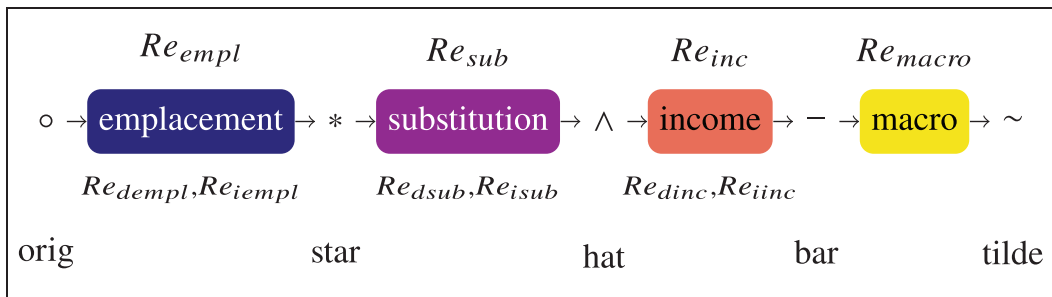 Re_empl Re_sub Re_inc Re_macro
∘ → emplacement → * → substitution → ∧ → income → − → macro → ∼
Re_dempl,Re_iempl Re_dsub,Re_isub Re_dinc,Re_iinc
orig star hat bar tilde